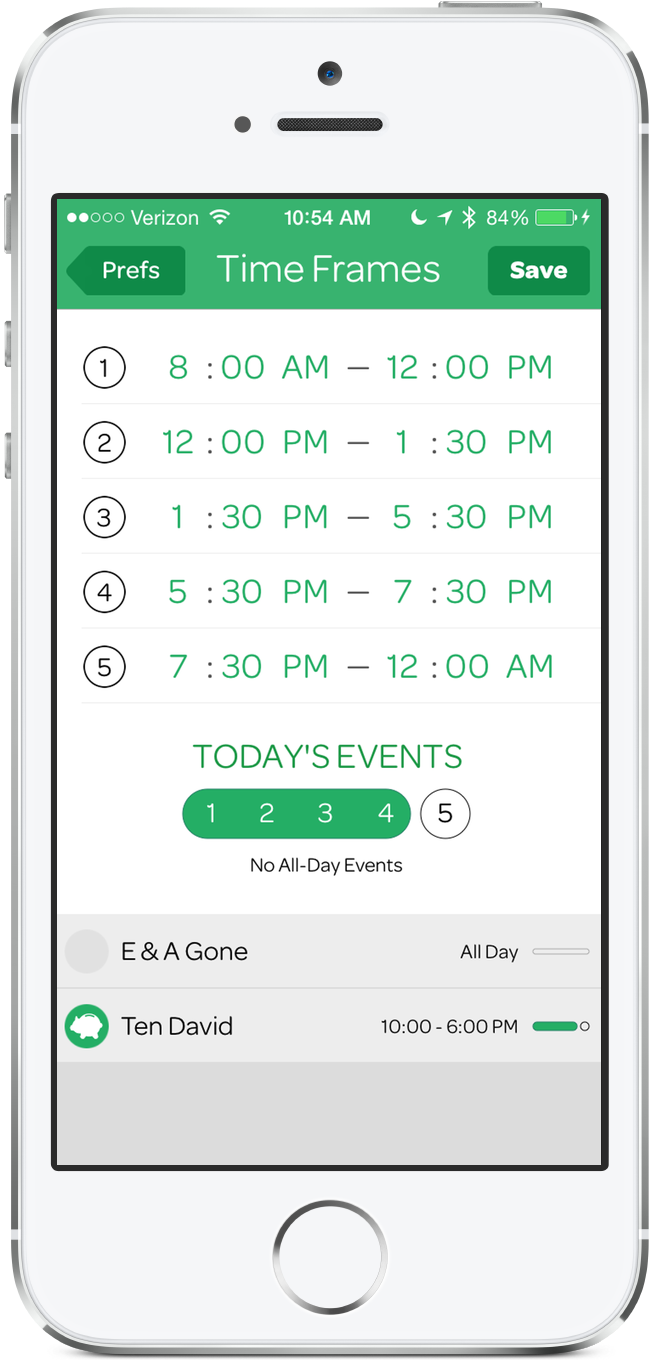 Verizon 10:54 AM 84%
Prefs Time Frames Save
1 8 : 00 AM — 12 : 00 PM
2 12 : 00 PM — 1 : 30 PM
3 1 : 30 PM — 5 : 30 PM
4 5 : 30 PM — 7 : 30 PM
5 7 : 30 PM — 12 : 00 AM
TODAY'S EVENTS
1 2 3 4 5
No All-Day Events
E & A Gone All Day
Ten David 10:00 - 6:00 PM